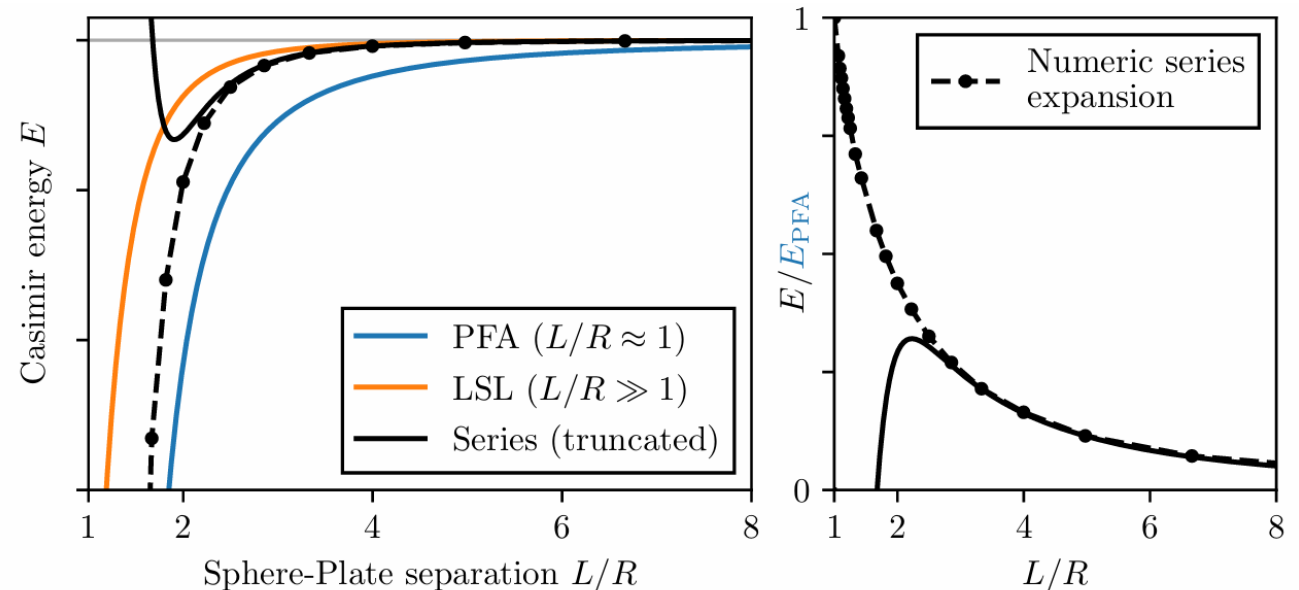 Casimir energy E
PFA (L/R ≈ 1)
LSL (L/R ≫ 1)
Series (truncated)
1 2 4 6 8
Sphere-Plate separation L/R
E/E_PFA
1
0
Numeric series
expansion
1 2 4 6 8
L/R